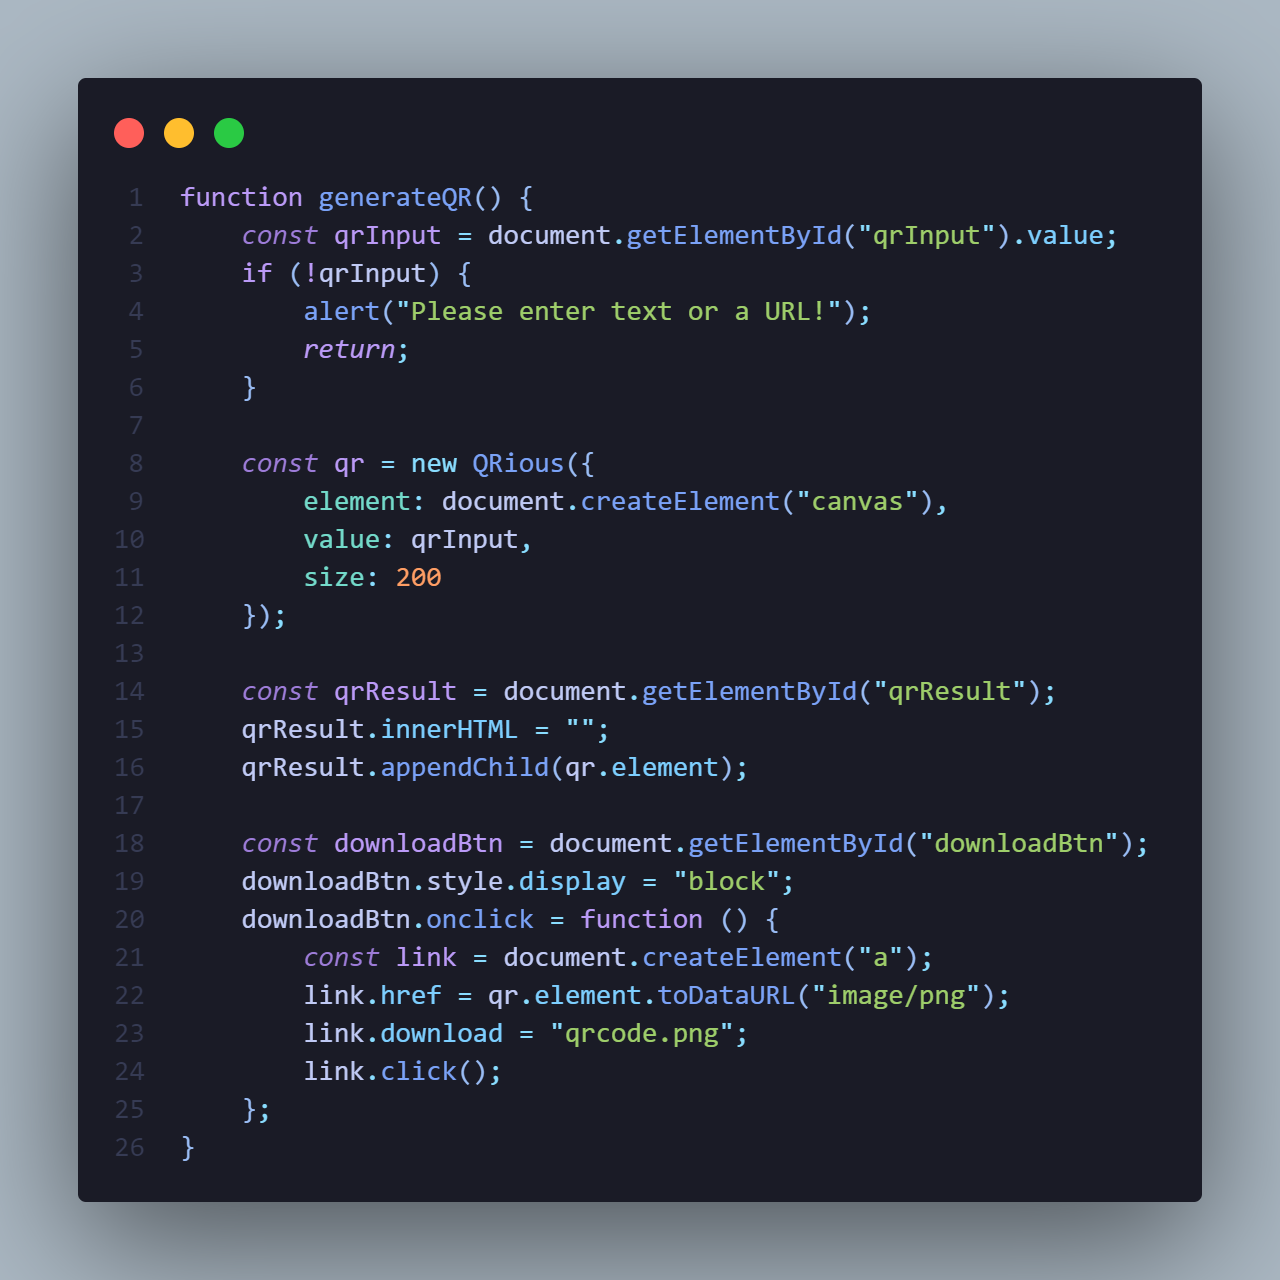 1 function generateQR() {
2     const qrInput = document.getElementById("qrInput").value;
3     if (!qrInput) {
4         alert("Please enter text or a URL!");
5         return;
6     }
7
8     const qr = new QRious({
9         element: document.createElement("canvas"),
10         value: qrInput,
11         size: 200
12     });
13
14     const qrResult = document.getElementById("qrResult");
15     qrResult.innerHTML = "";
16     qrResult.appendChild(qr.element);
17
18     const downloadBtn = document.getElementById("downloadBtn");
19     downloadBtn.style.display = "block";
20     downloadBtn.onclick = function () {
21         const link = document.createElement("a");
22         link.href = qr.element.toDataURL("image/png");
23         link.download = "qrcode.png";
24         link.click();
25     };
26 }